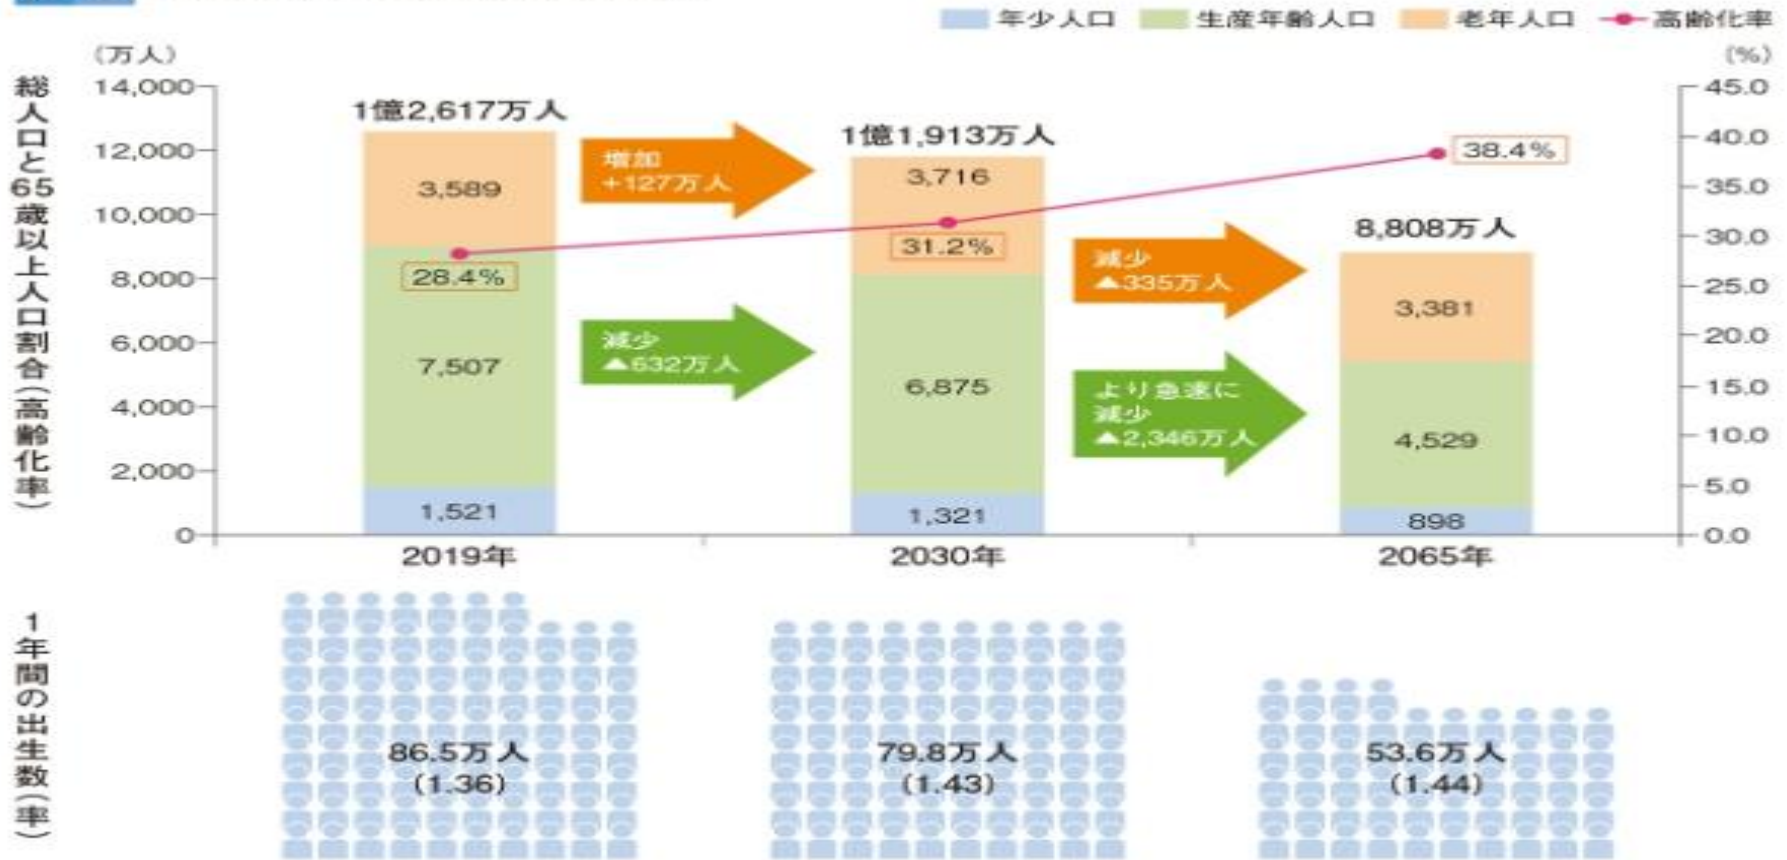 年少人口 生産年齢人口 老年人口 高齢化率
(万人)
(%)
総人口と65歳以上人口割合(高齢化率)
14,000
12,000
10,000
8,000
6,000
4,000
2,000
0
45.0
40.0
35.0
30.0
25.0
20.0
15.0
10.0
5.0
0.0
1億2,617万人
3,589
28.4%
7,507
1,521
2019年
増加
+127万人
減少
▲632万人
1億1,913万人
3,716
31.2%
6,875
1,321
2030年
減少
▲335万人
より急速に
減少
▲2,346万人
38.4%
8,808万人
3,381
4,529
898
2065年
1年間の出生数(率)
86.5万人
(1.36)
79.8万人
(1.43)
53.6万人
(1.44)